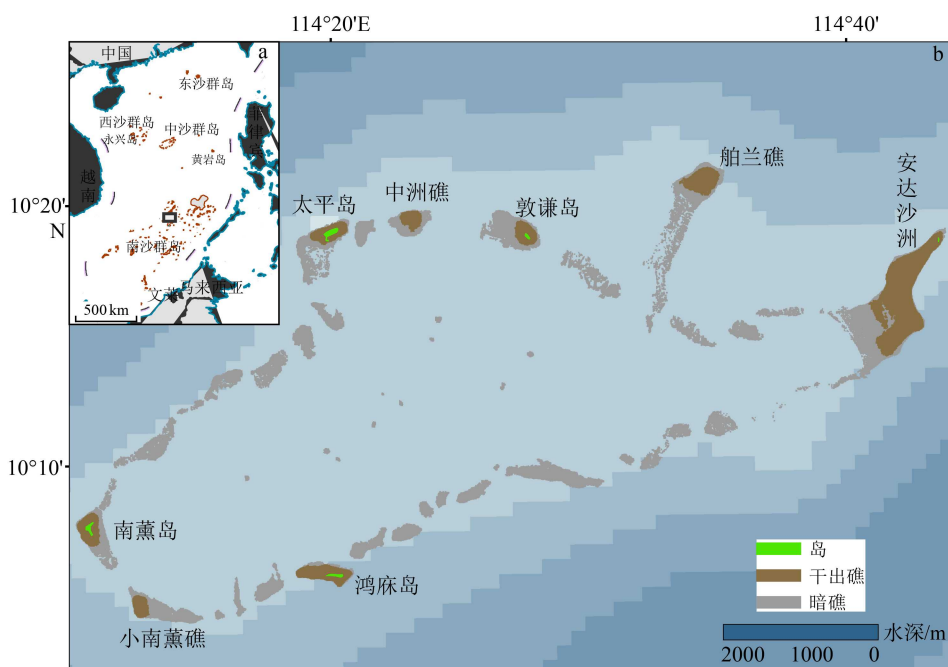 114°20'E
114°40'
a
b
中国
东沙群岛
西沙群岛
永兴岛
中沙群岛
黄岩岛
菲律宾
越南
南沙群岛
文莱
马来西亚
500 km
10°20'
N
10°10'
太平岛
中洲礁
敦谦岛
舶兰礁
安达沙洲
南薰岛
小南薰礁
鸿庥岛
岛
干出礁
暗礁
水深/m
2000
1000
0